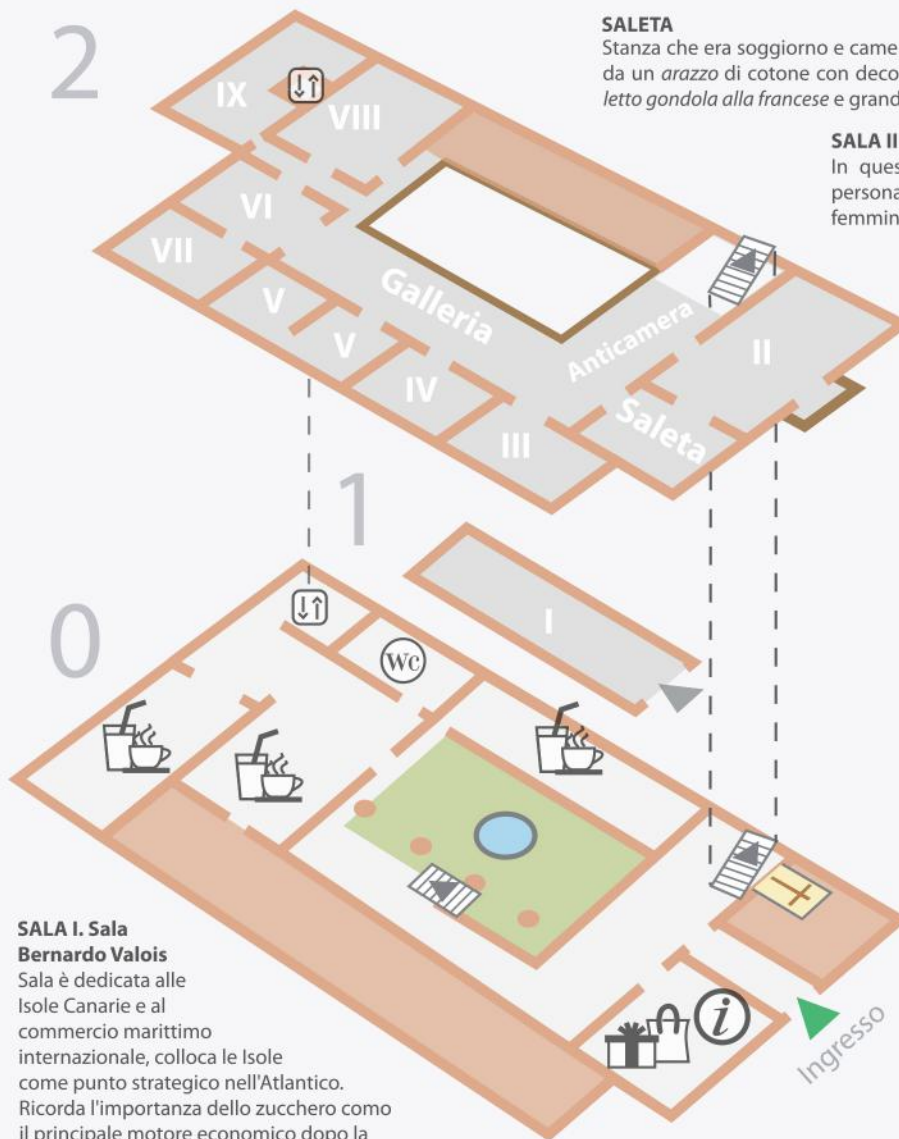 2
SALETA
Stanza che era soggiorno e came
da un arazzo di cotone con deco
letto gondola alla francese e grand
SALA II
In ques
persona
femmin
IX
VIII
VI
VII
V
V
IV
III
Galleria
Anticamera
Saleta
II
1
I
0
WC
SALA I. Sala
Bernardo Valois
Sala è dedicata alle
Isole Canarie e al
commercio marittimo
internazionale, colloca le Isole
come punto strategico nell'Atlantico.
Ricorda l'importanza dello zucchero come
il principale motore economico dopo la
i
Ingresso